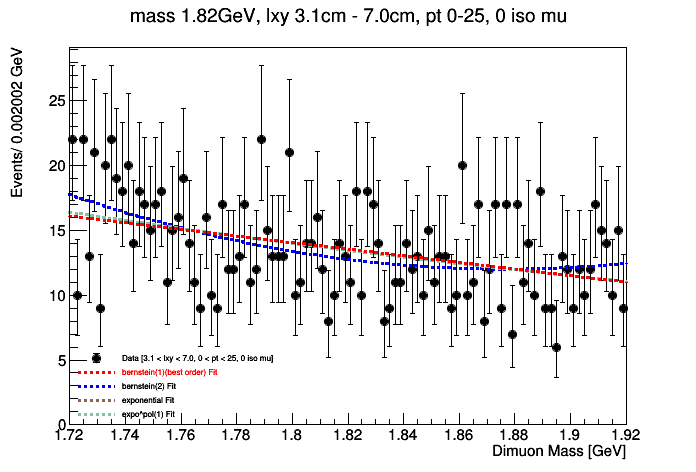 mass 1.82GeV, lxy 3.1cm - 7.0cm, pt 0-25, 0 iso mu
Events/ 0.002002 GeV
25
20
15
10
5
0
Data [3.1 < lxy < 7.0, 0 < pt < 25, 0 iso mu]
bernstein(1)(best order) Fit
bernstein(2) Fit
exponential Fit
expo*pol(1) Fit
1.72 1.74 1.76 1.78 1.8 1.82 1.84 1.86 1.88 1.9 1.92
Dimuon Mass [GeV]